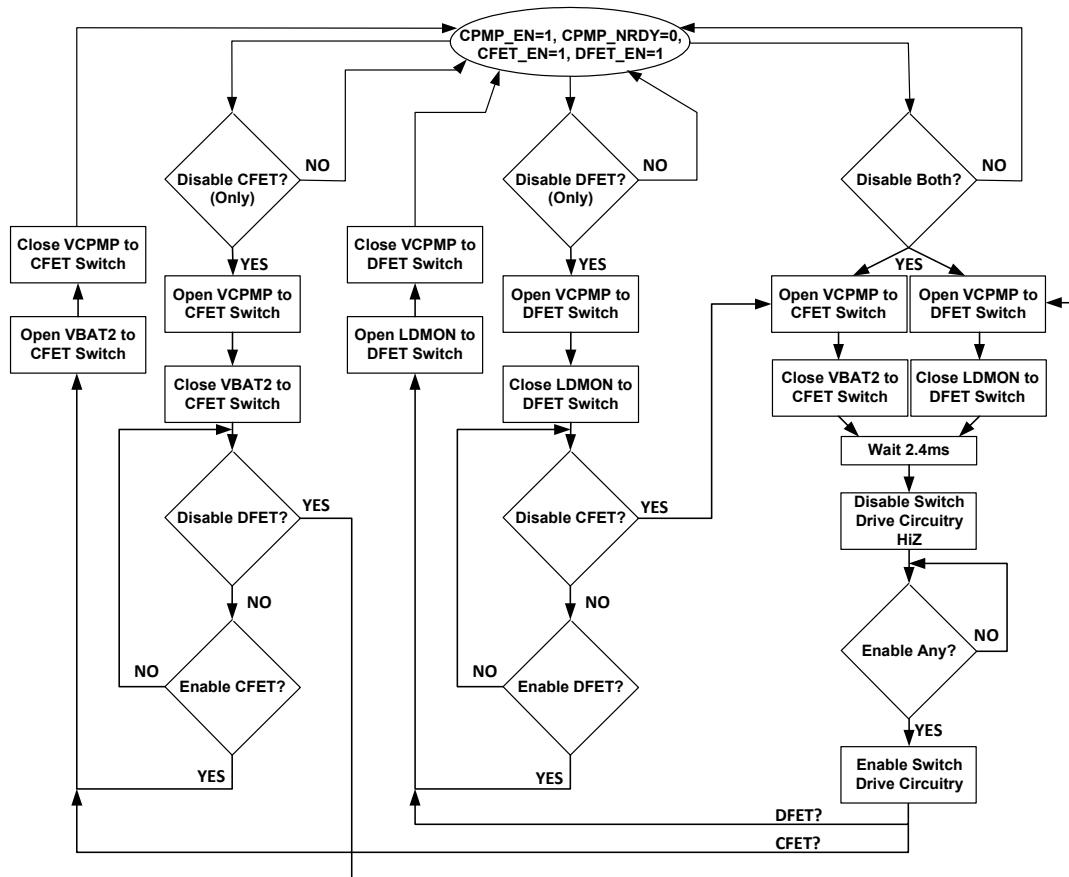 CPMP_EN=1, CPMP_NRDY=0,
CFET_EN=1, DFET_EN=1
Disable CFET?
(Only)
NO
YES
Close VCPMP to
CFET Switch
Open VBAT2 to
CFET Switch
Open VCPMP to
CFET Switch
Close VBAT2 to
CFET Switch
Disable DFET?
YES
NO
Enable CFET?
NO
YES
Disable DFET?
(Only)
NO
YES
Close VCPMP to
DFET Switch
Open LDMON to
DFET Switch
Open VCPMP to
DFET Switch
Close LDMON to
DFET Switch
Disable CFET?
YES
NO
Enable DFET?
NO
YES
Disable Both?
NO
YES
Open VCPMP to
CFET Switch
Open VCPMP to
DFET Switch
Close VBAT2 to
CFET Switch
Close LDMON to
DFET Switch
Wait 2.4ms
Disable Switch
Drive Circuitry
HiZ
Enable Any?
NO
YES
Enable Switch
Drive Circuitry
DFET?
CFET?